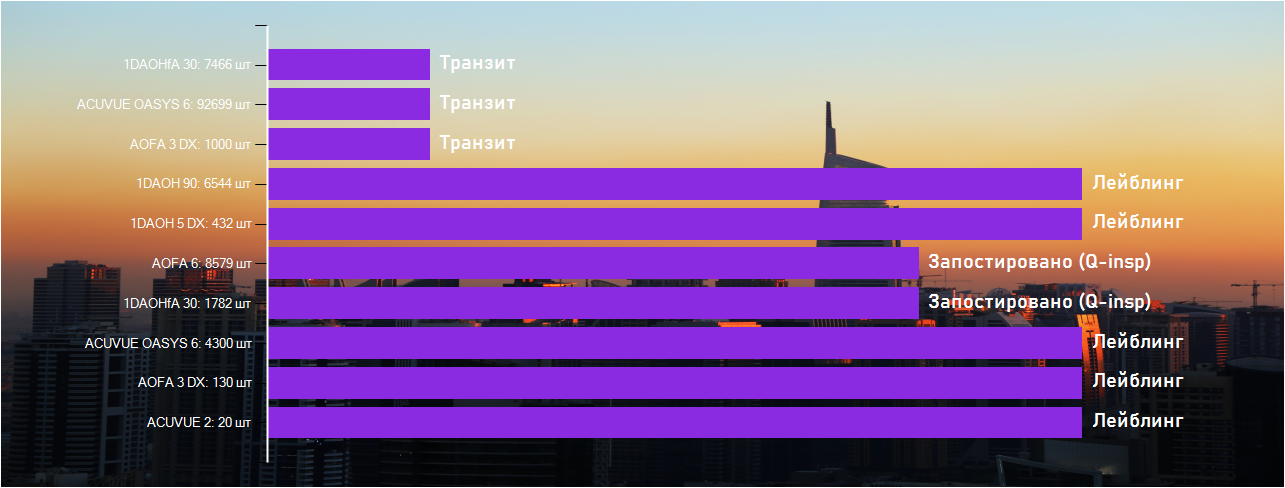 1DAOHfA 30: 7466 шт Транзит
ACUVUE OASYS 6: 92699 шт Транзит
AOFA 3 DX: 1000 шт Транзит
1DAOH 90: 6544 шт Лейблинг
1DAOH 5 DX: 432 шт Лейблинг
AOFA 6: 8579 шт Запостировано (Q-insp)
1DAOHfA 30: 1782 шт Запостировано (Q-insp)
ACUVUE OASYS 6: 4300 шт Лейблинг
AOFA 3 DX: 130 шт Лейблинг
ACUVUE 2: 20 шт Лейблинг